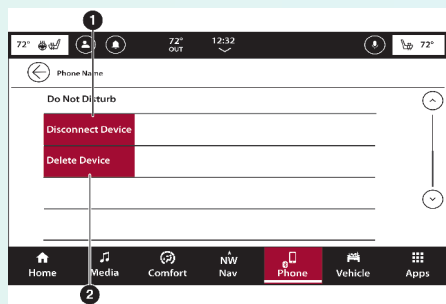 1
72° 72° OUT 12:32 72°
Phone Name
Do Not Disturb
Disconnect Device
Delete Device
NW
Home Media Comfort Nav Phone Vehicle Apps
2